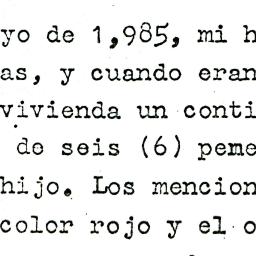 yo de 1,985, mi h
as, y cuando eran
vivienda un conti
de seis (6) peme
hijo. Los mencion
color rojo y el o